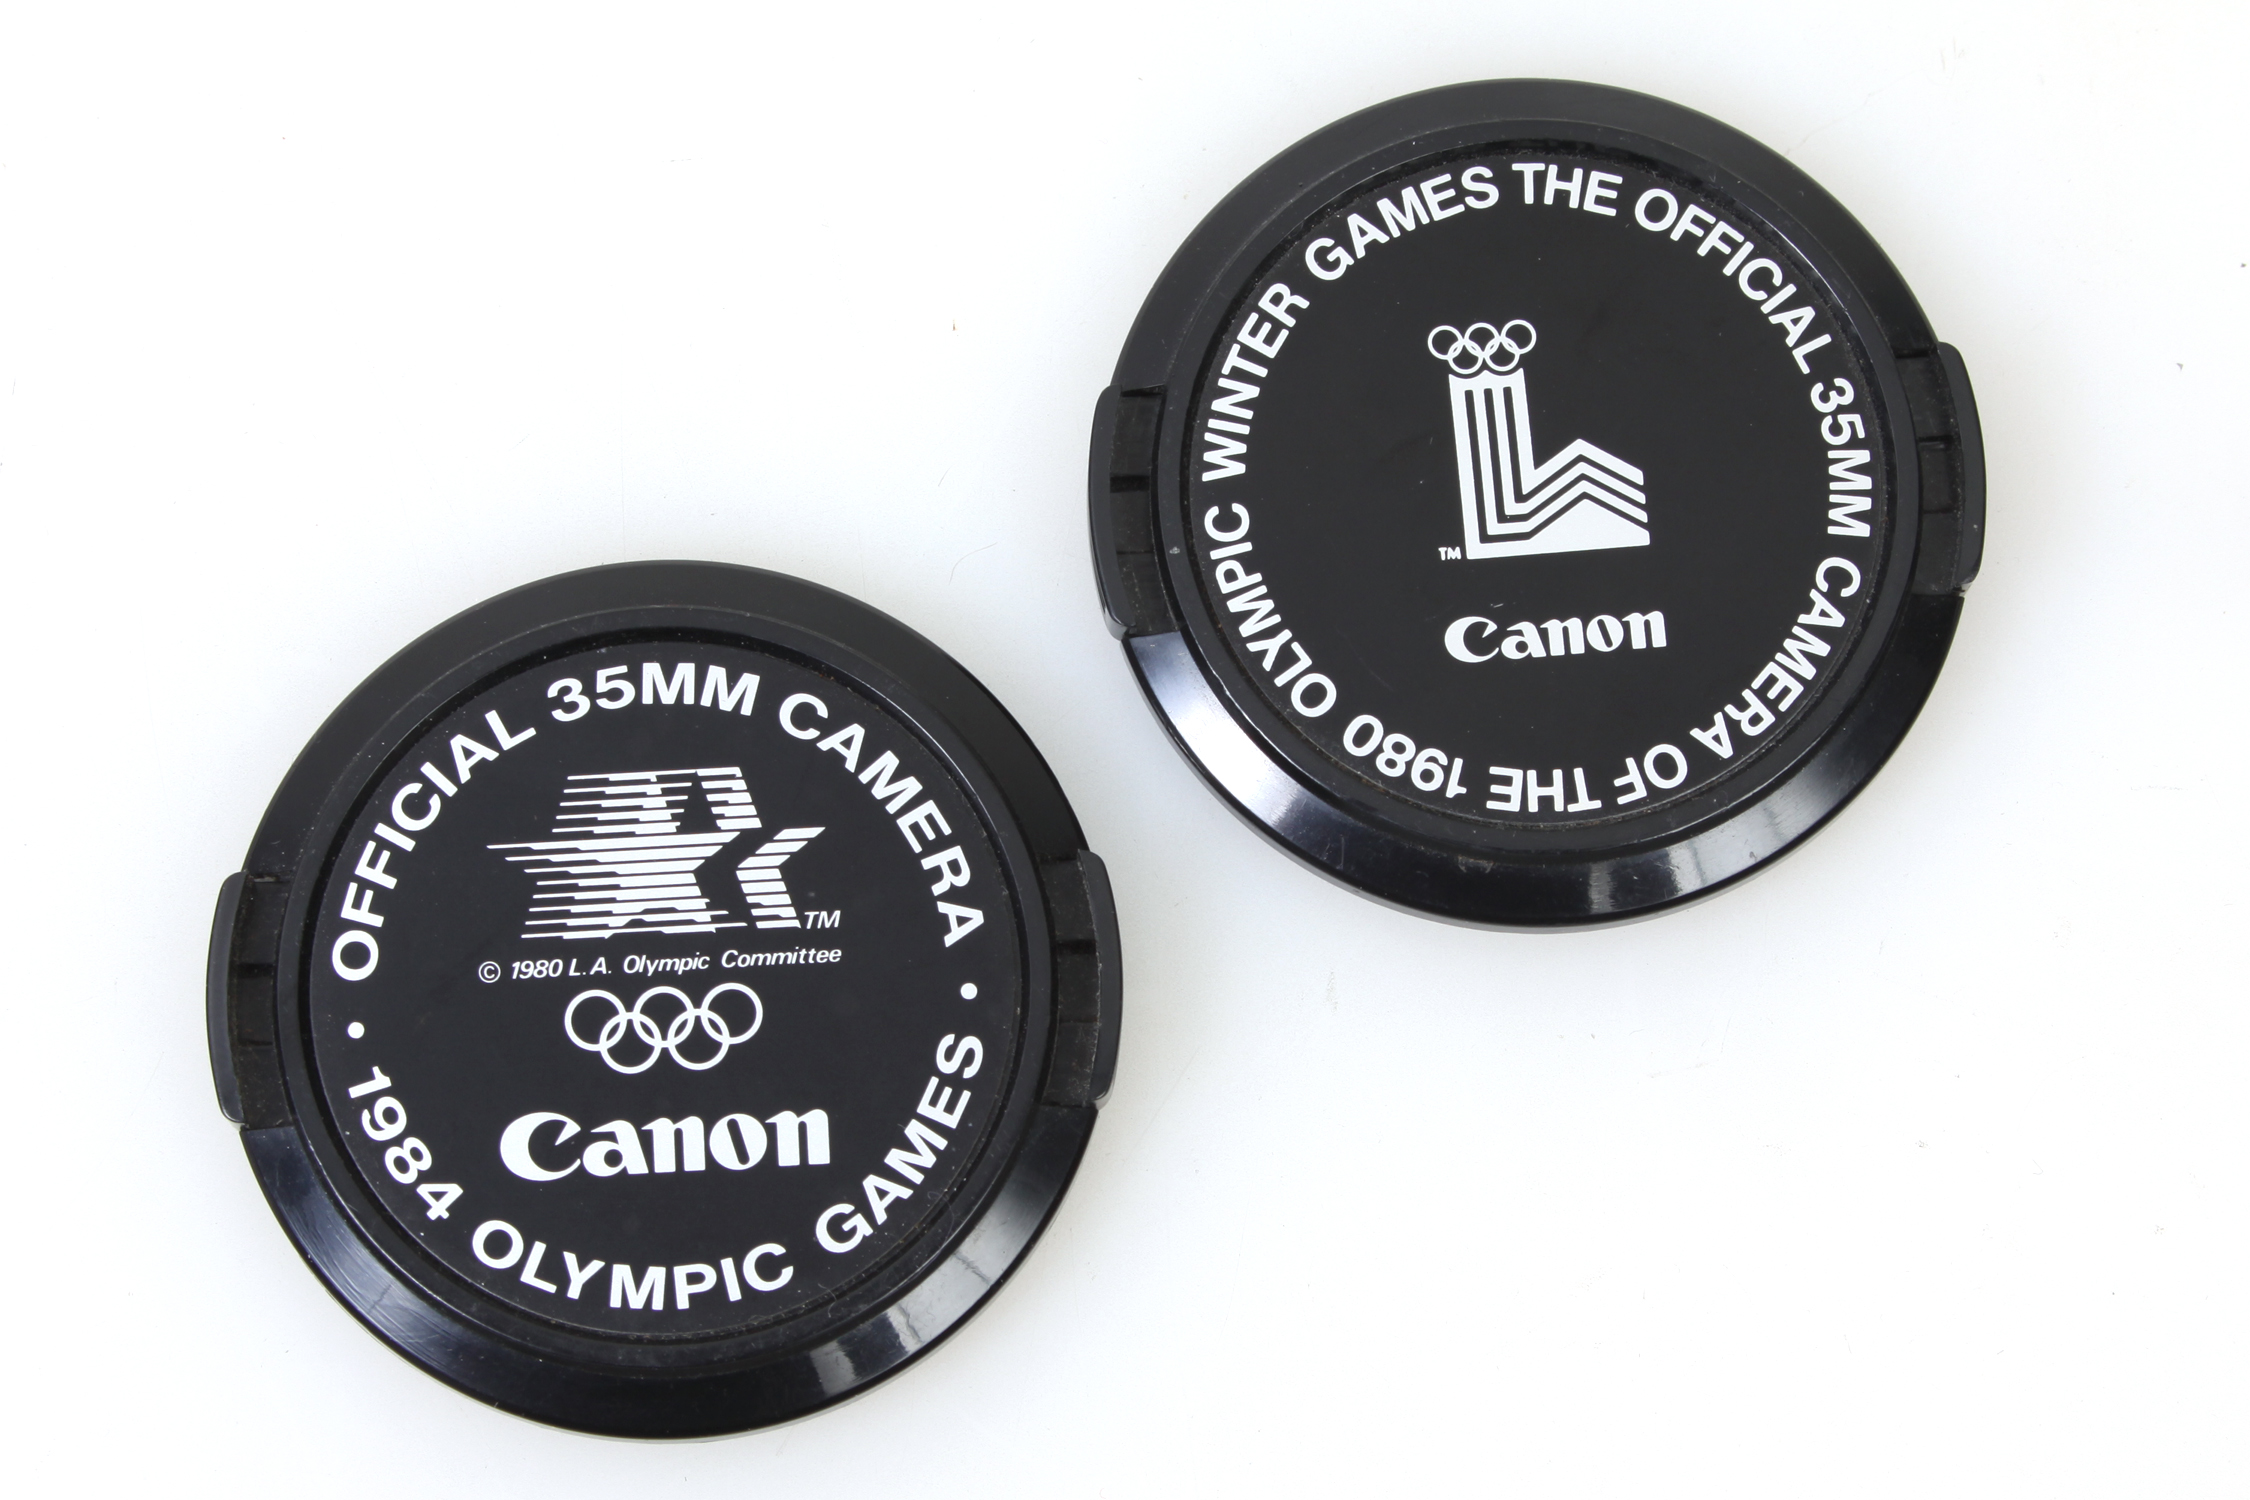 OFFICIAL 35MM CAMERA
TM
© 1980 L.A. Olympic Committee
Canon
• 1984 OLYMPIC GAMES •
THE OFFICIAL 35MM CAMERA OF THE 1980 OLYMPIC WINTER GAMES
TM
Canon